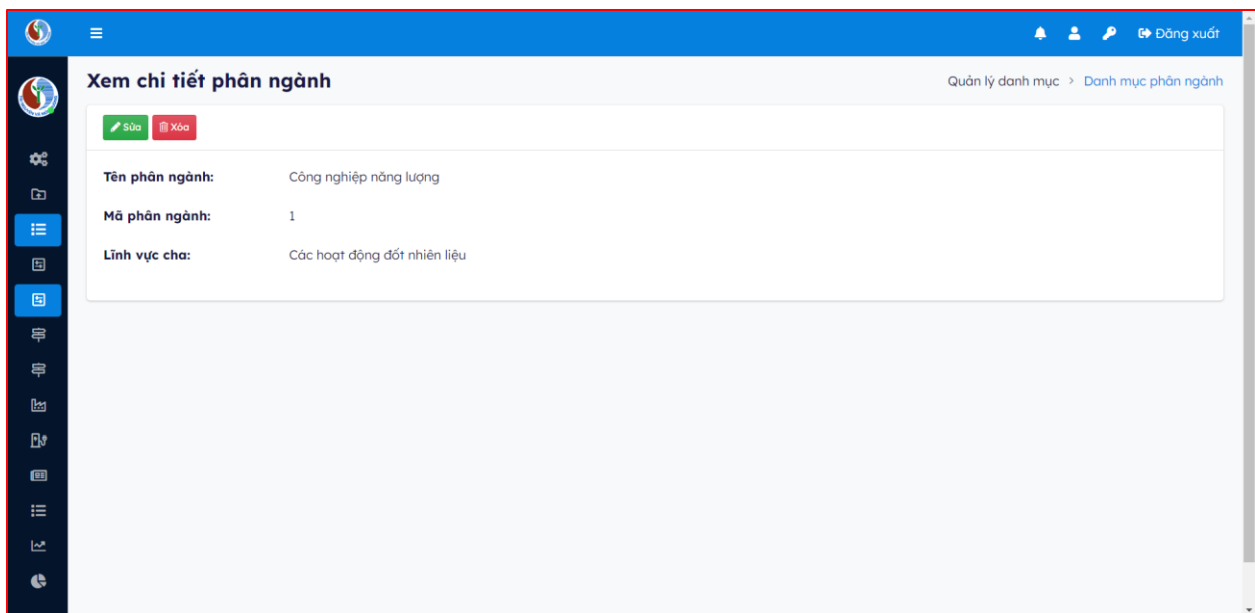 Đăng xuất
Xem chi tiết phân ngành
Quản lý danh mục > Danh mục phân ngành
Sửa Xóa
Tên phân ngành: Công nghiệp năng lượng
Mã phân ngành: 1
Lĩnh vực cha: Các hoạt động đốt nhiên liệu